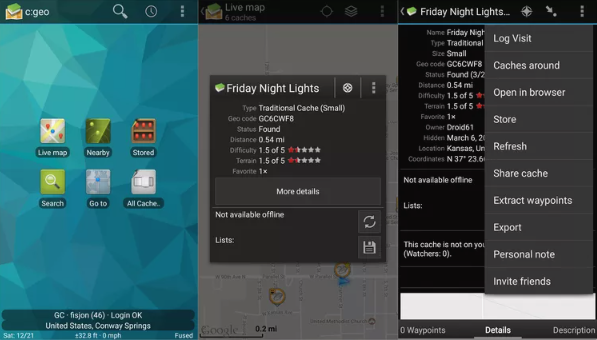 c:geo
Live map
Nearby
Stored
Search
Go to
All Cache..
GC · fisjon (46) · Login OK
United States, Conway Springs
Sat: 12/21
±32.8 ft · 0 mph
Fused
Live map
6 caches
Friday Night Lights
Type Traditional Cache (Small)
Geo code GC6CWF8
Status Found
Distance 0.54 mi
Difficulty 1.5 of 5
Terrain 1.5 of 5
Favorite 1×
More details
Not available offline
Lists:
Google
0.2 mi
Friday Night Lights...
Name Friday Nigh
Type Traditional
Size Small
Geo code GC6CWF8
Status Found (3/2
Distance 0.54 mi
Difficulty 1.5 of 5
Terrain 1.5 of 5
Favorite 1×
Owner Droid61
Hidden March 6, 20
Location Kansas, Un
Coordinates N 37° 23.6
Not available offline
Lists:
This cache is not on you
(Watchers: 0).
Log Visit
Caches around
Open in browser
Store
Refresh
Share cache
Extract waypoints
Export
Personal note
Invite friends
0 Waypoints
Details
Description